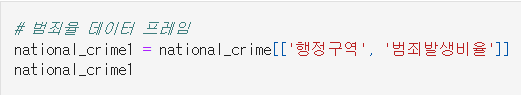 # 범죄율 데이터 프레임
national_crime1 = national_crime[['행정구역', '범죄발생비율']]
national_crime1